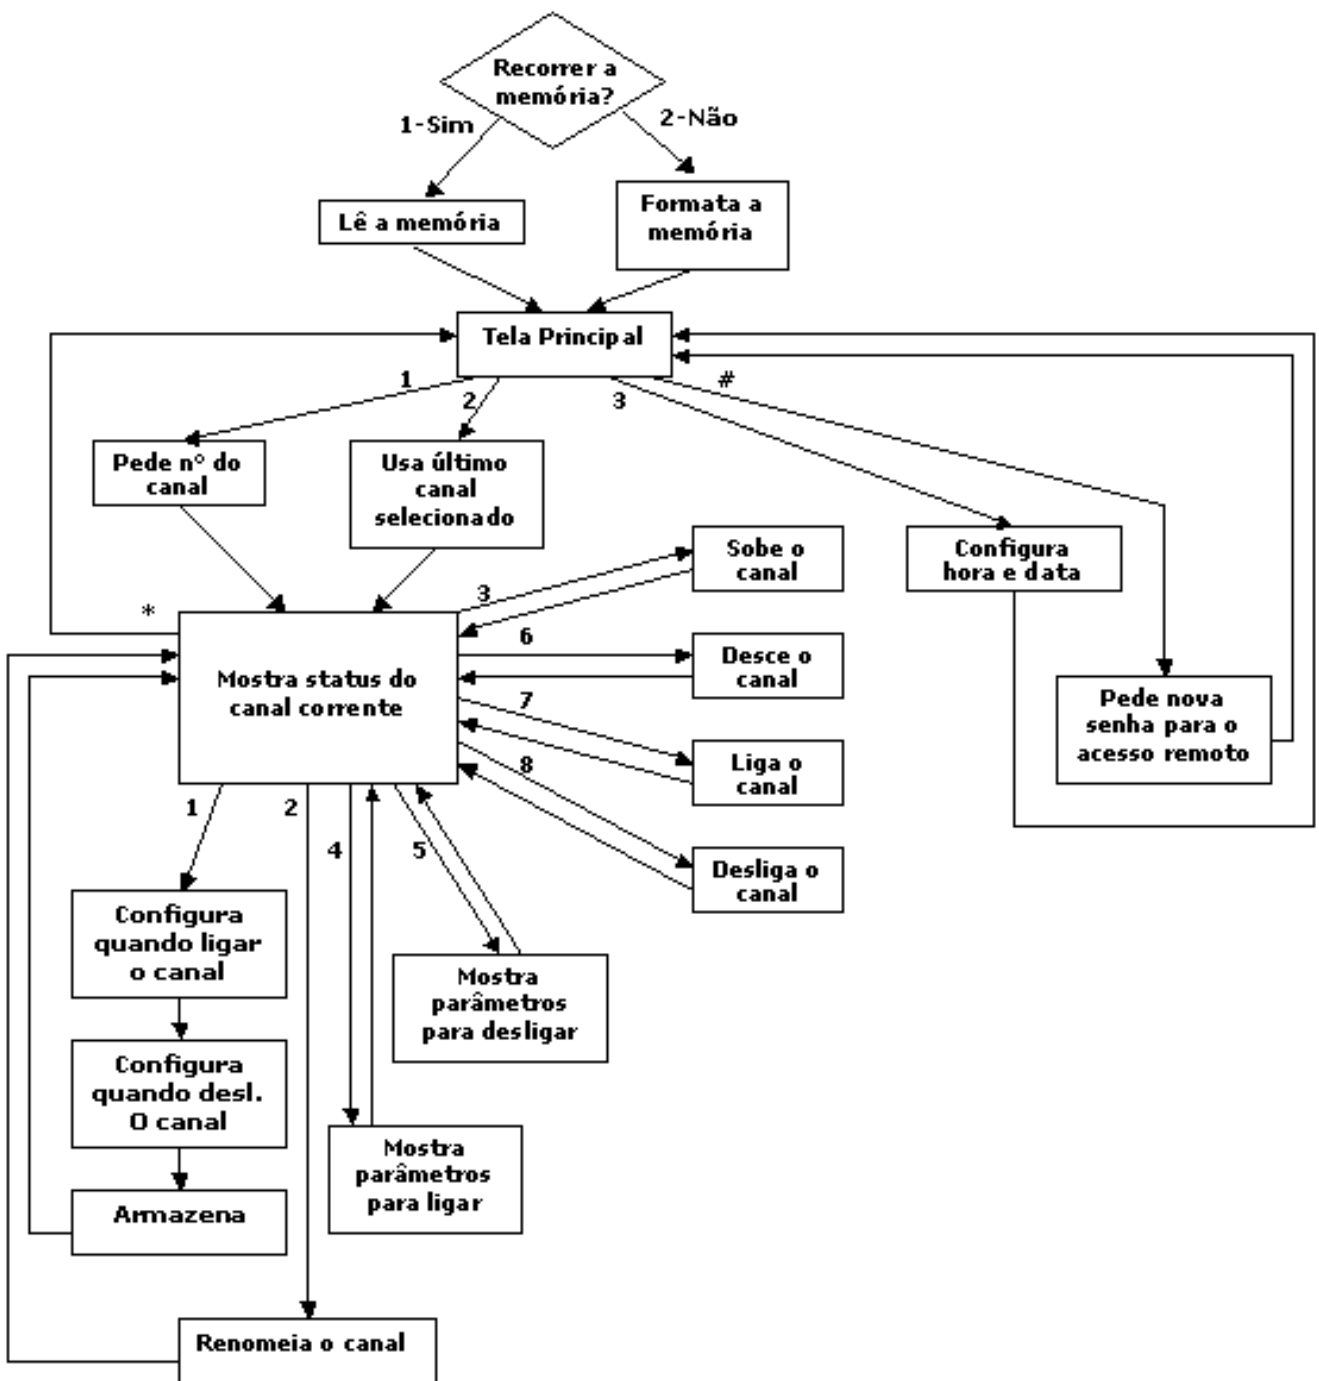 Recorrer a
memória?
1-Sim
2-Não
Lê a memória
Formata a
memória
Tela Principal
1
2
3
#
Pede nº do
canal
Usa último
canal
selecionado
Configura
hora e data
Pede nova
senha para o
acesso remoto
*
Mostra status do
canal corrente
3
Sobe o
canal
6
Desce o
canal
7
Liga o
canal
8
Desliga o
canal
1
2
4
5
Configura
quando ligar
o canal
Configura
quando desl.
O canal
Armazena
Mostra
parâmetros
para desligar
Mostra
parâmetros
para ligar
Renomeia o canal